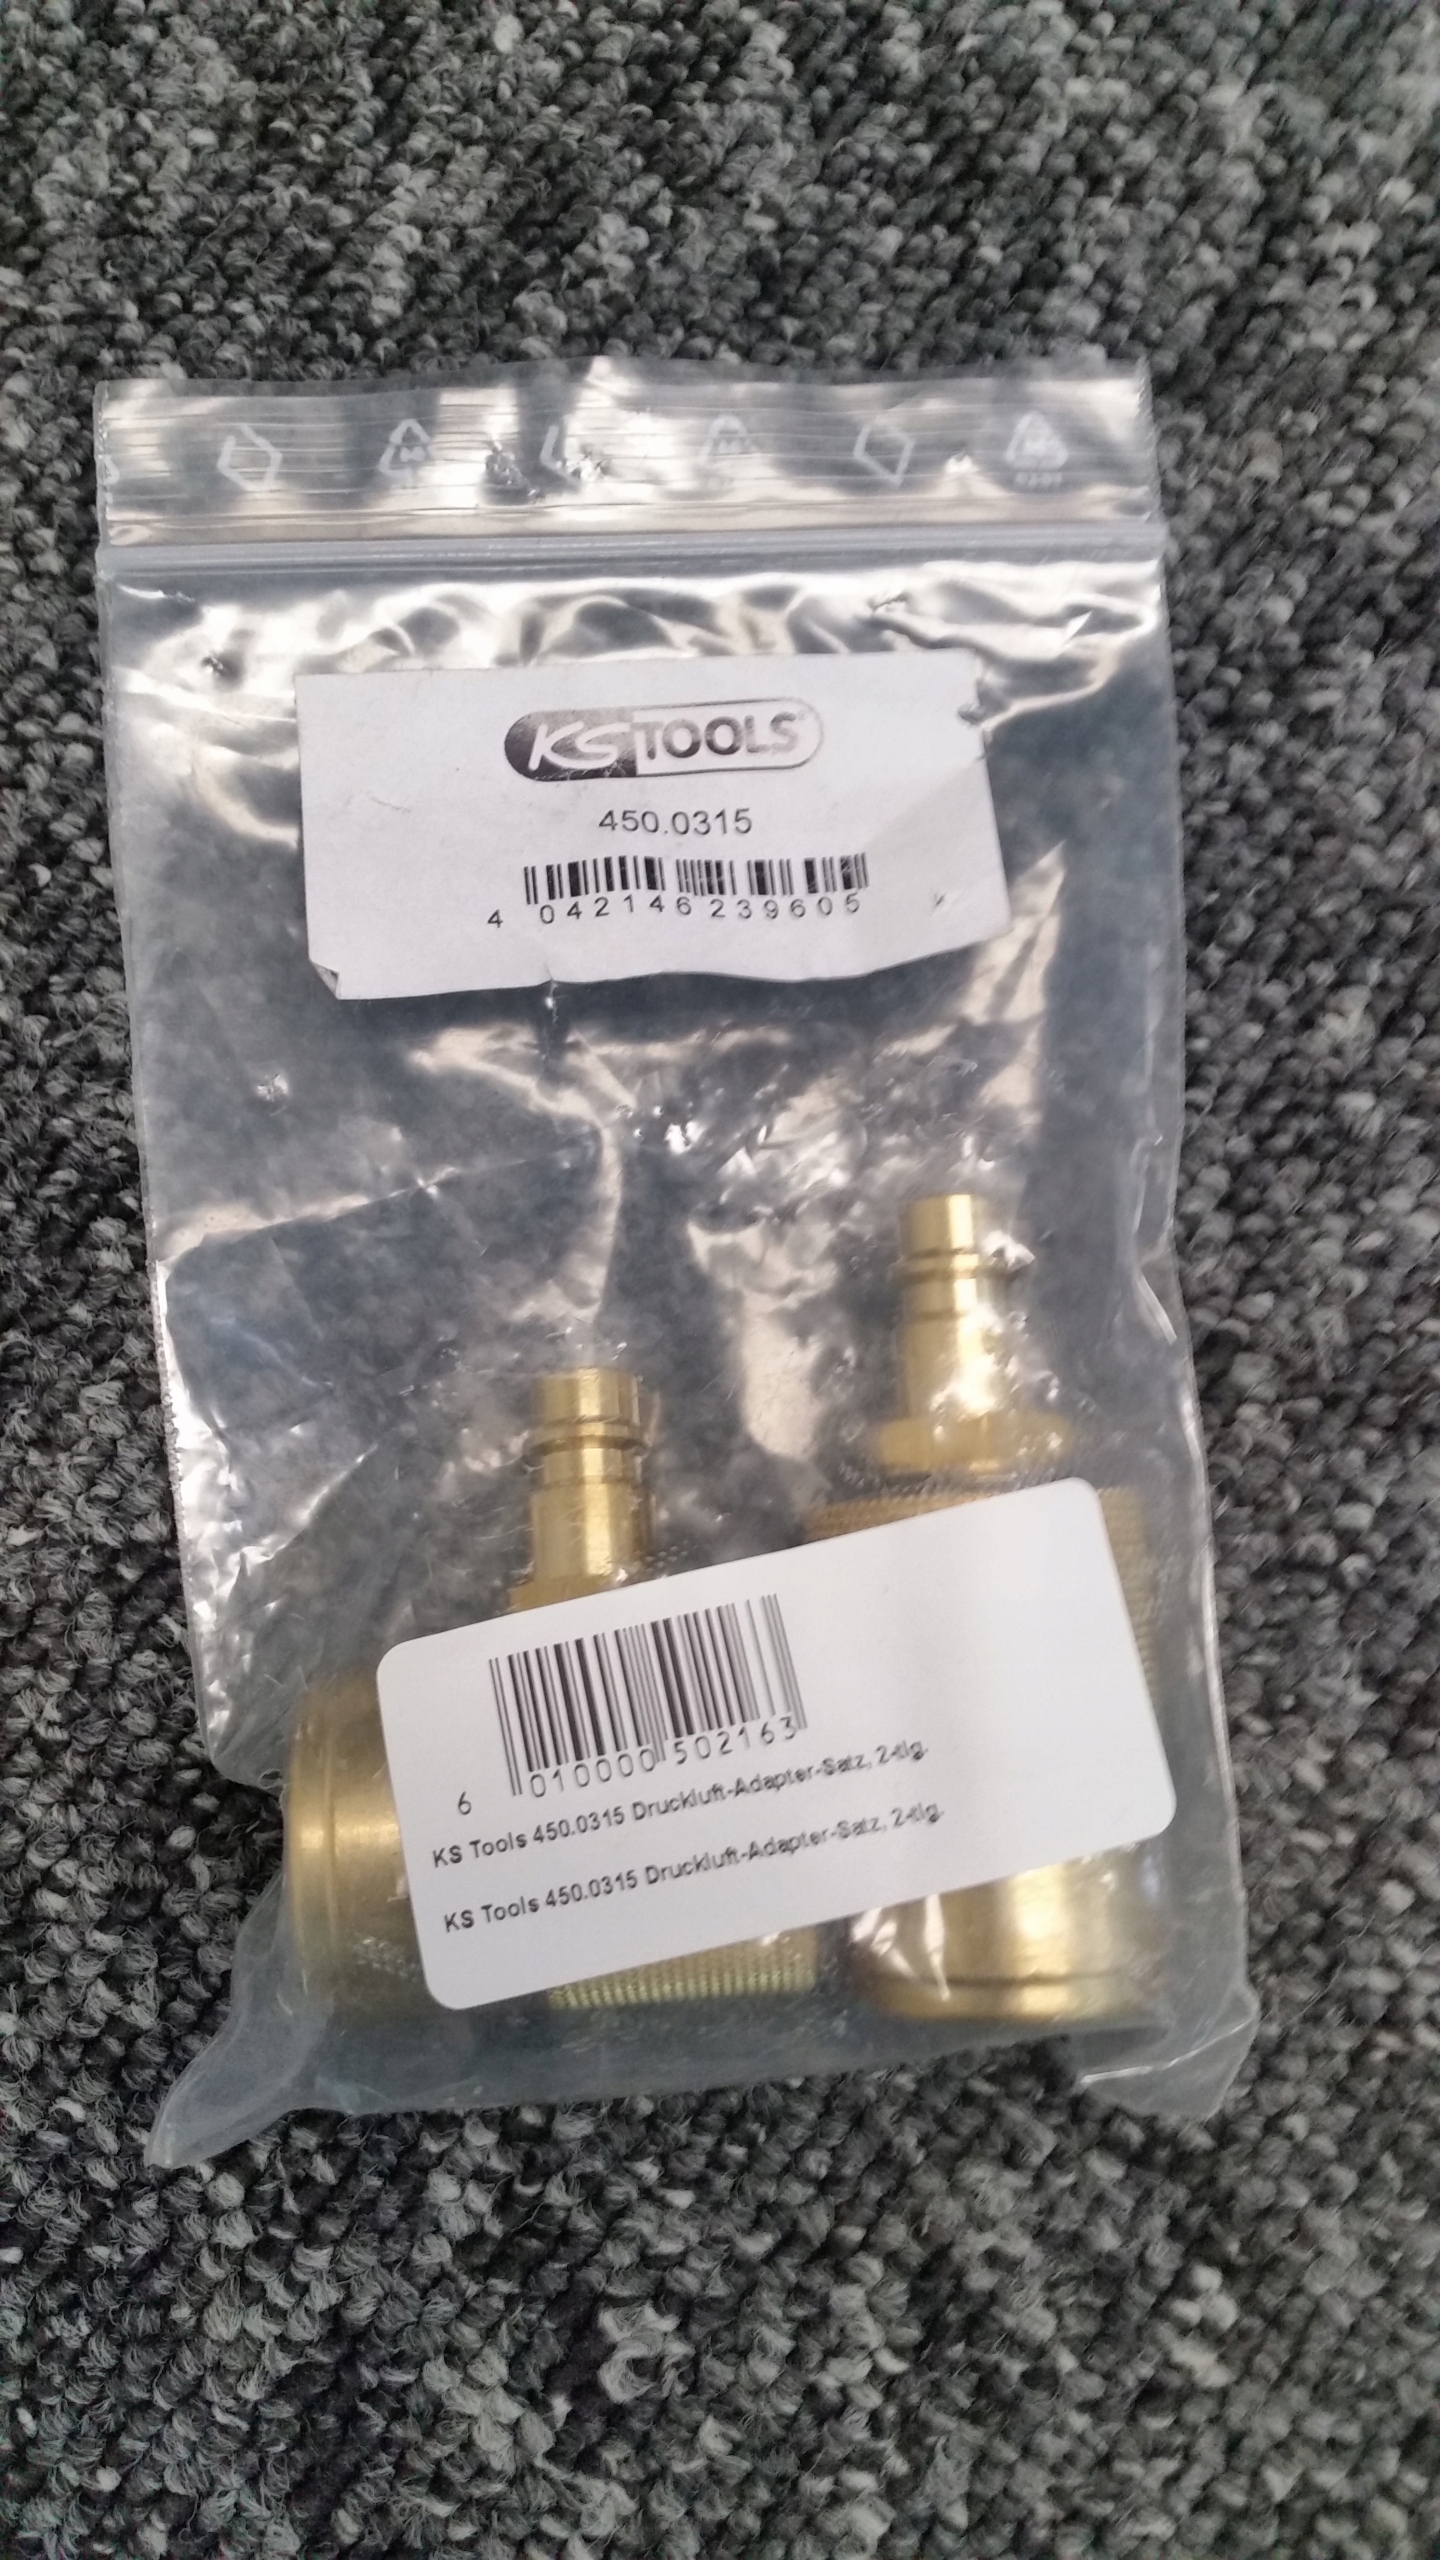 KS TOOLS
450.0315
4 042146 239605
6 010000 502163
KS Tools 450.0315 Druckluft-Adapter-Satz, 2-tlg.
KS Tools 450.0315 Druckluft-Adapter-Satz, 2-tlg.